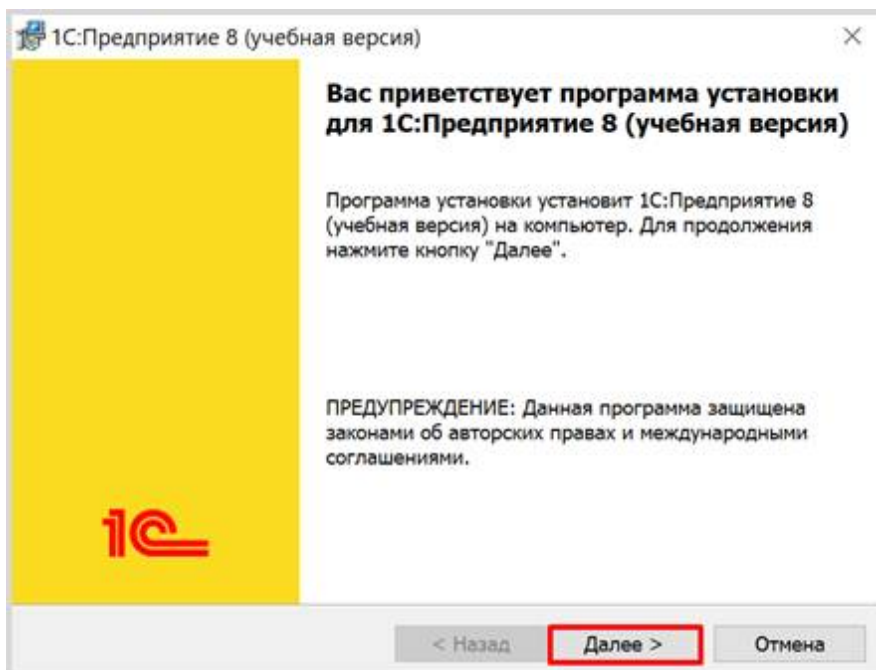 1С:Предприятие 8 (учебная версия)
Вас приветствует программа установки
для 1С:Предприятие 8 (учебная версия)
Программа установки установит 1С:Предприятие 8
(учебная версия) на компьютер. Для продолжения
нажмите кнопку "Далее".
ПРЕДУПРЕЖДЕНИЕ: Данная программа защищена
законами об авторских правах и международными
соглашениями.
1С
< Назад
Далее >
Отмена